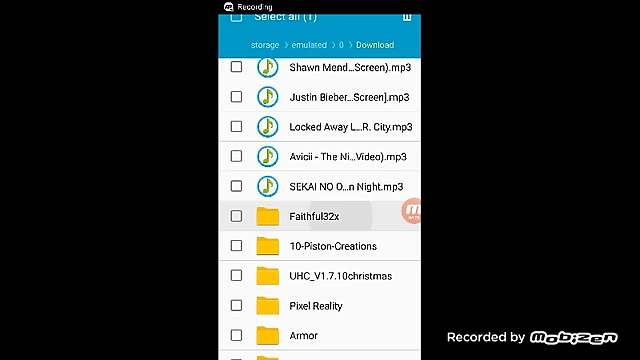 Recording
Select all (1)
storage > emulated > 0 > Download
Shawn Mend...Screen).mp3
Justin Bieber...Screen].mp3
Locked Away L...R. City.mp3
Avicii - The Ni...Video).mp3
SEKAI NO O...n Night.mp3
Faithful32x
10-Piston-Creations
UHC_V1.7.10christmas
Pixel Reality
Armor
Recorded by Mobizen